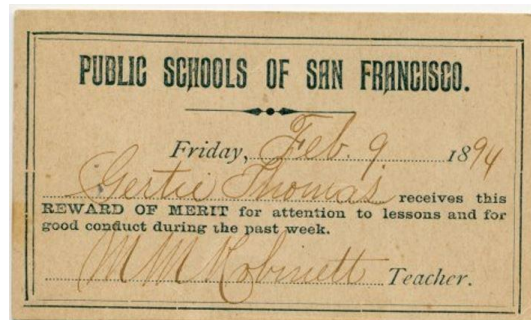 PUBLIC SCHOOLS OF SAN FRANCISCO.
Friday, Feb. 9. 1894
Gertie Thomas receives this
REWARD OF MERIT for attention to lessons and for
good conduct during the past week.
M M Robinett Teacher.